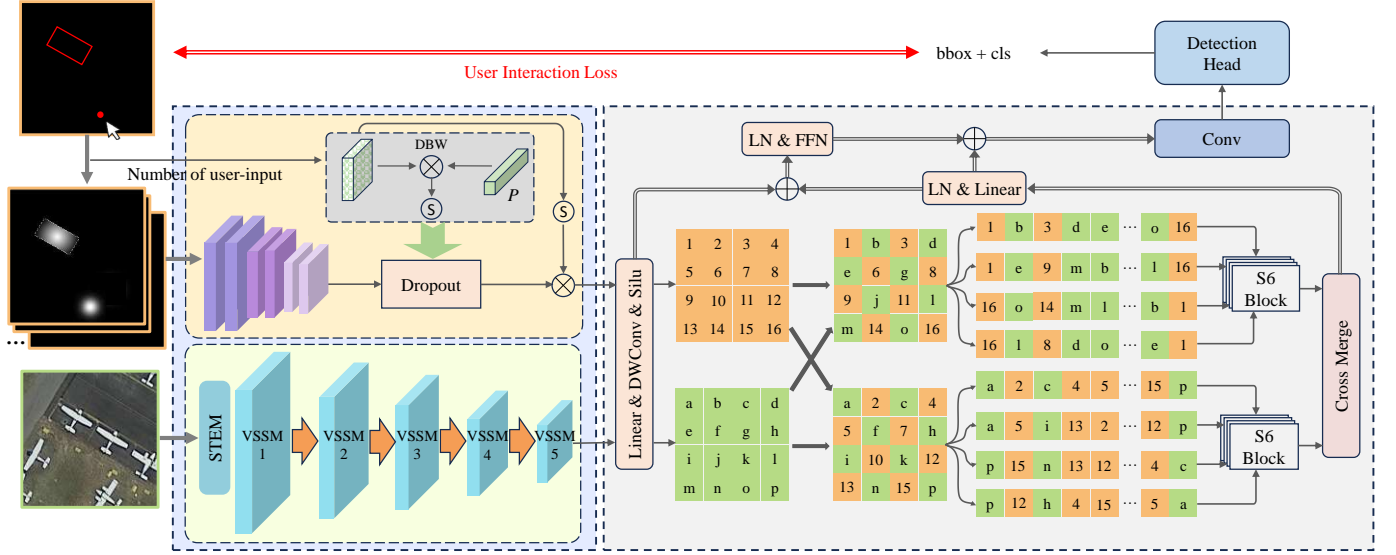 Detection
Head
bbox + cls
User Interaction Loss
Conv
LN & FFN
LN & Linear
DBW
P
S
S
Number of user-input
Dropout
...
STEM
VSSM
1
VSSM
2
VSSM
3
VSSM
4
VSSM
5
Linear & DWConv & Silu
1 2 3 4
5 6 7 8
9 10 11 12
13 14 15 16
a b c d
e f g h
i j k l
m n o p
1 b 3 d
e 6 g 8
9 j 11 l
m 14 o 16
a 2 c 4
5 f 7 h
i 10 k 12
13 n 15 p
1 b 3 d e ... o 16
1 e 9 m b ... l 16
16 o 14 m l ... b 1
16 l 8 d o ... e 1
a 2 c 4 5 ... 15 p
a 5 i 13 2 ... 12 p
p 15 n 13 12 ... 4 c
p 12 h 4 15 ... 5 a
S6
Block
S6
Block
Cross Merge